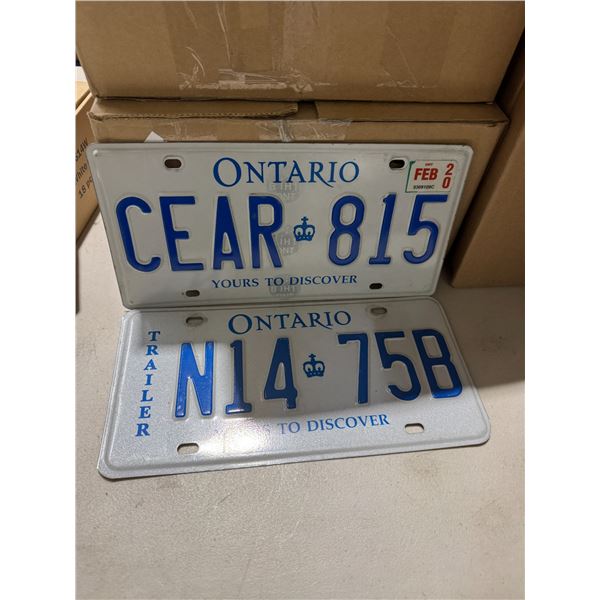 ONTARIO
FEB 20
CEAR 815
YOURS TO DISCOVER
ONTARIO
TRAILER
N14 75B
TO DISCOVER